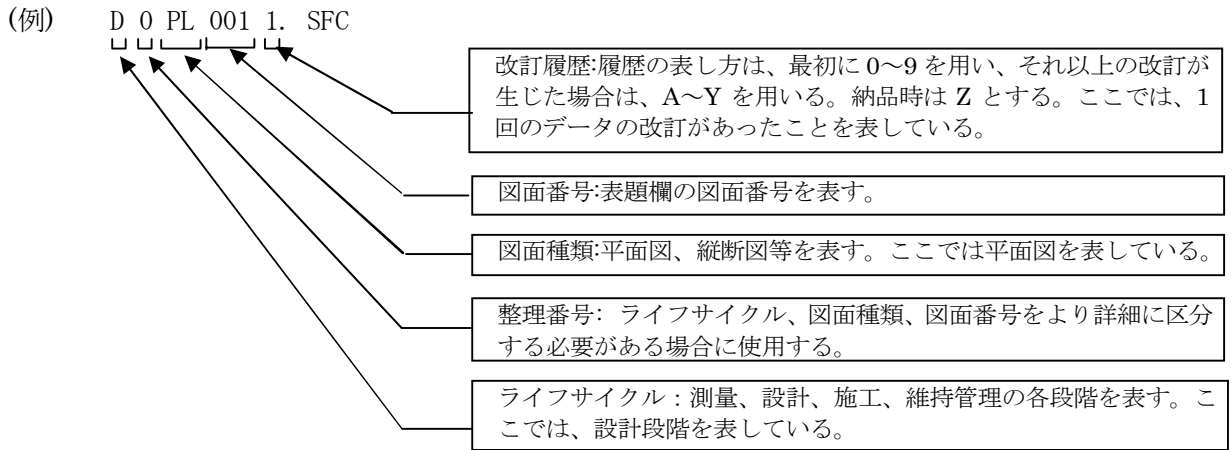 (例) D 0 PL 001 1. SFC
改訂履歴:履歴の表し方は、最初に 0~9 を用い、それ以上の改訂が
生じた場合は、A~Y を用いる。納品時は Z とする。ここでは、1
回のデータの改訂があったことを表している。
図面番号:表題欄の図面番号を表す。
図面種類:平面図、縦断図等を表す。ここでは平面図を表している。
整理番号: ライフサイクル、図面種類、図面番号をより詳細に区分
する必要がある場合に使用する。
ライフサイクル:測量、設計、施工、維持管理の各段階を表す。こ
こでは、設計段階を表している。